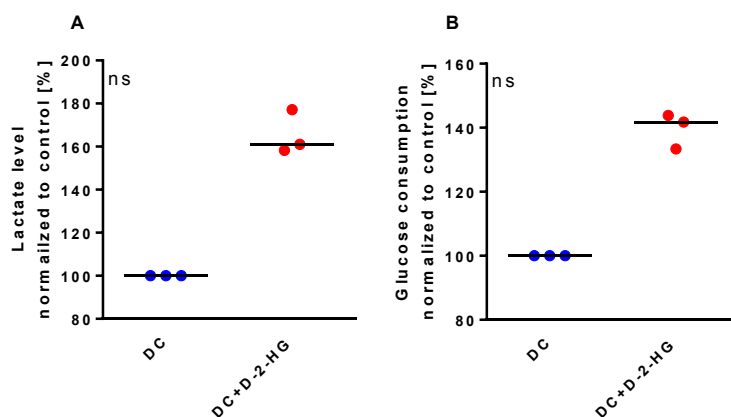 A
Lactate level
normailzed to control [%]
200
180
160
140
120
100
80
ns
DC
DC+D-2-HG
B
Glucose consumption
normalized to control [%]
160
140
120
100
80
ns
DC
DC+D-2-HG